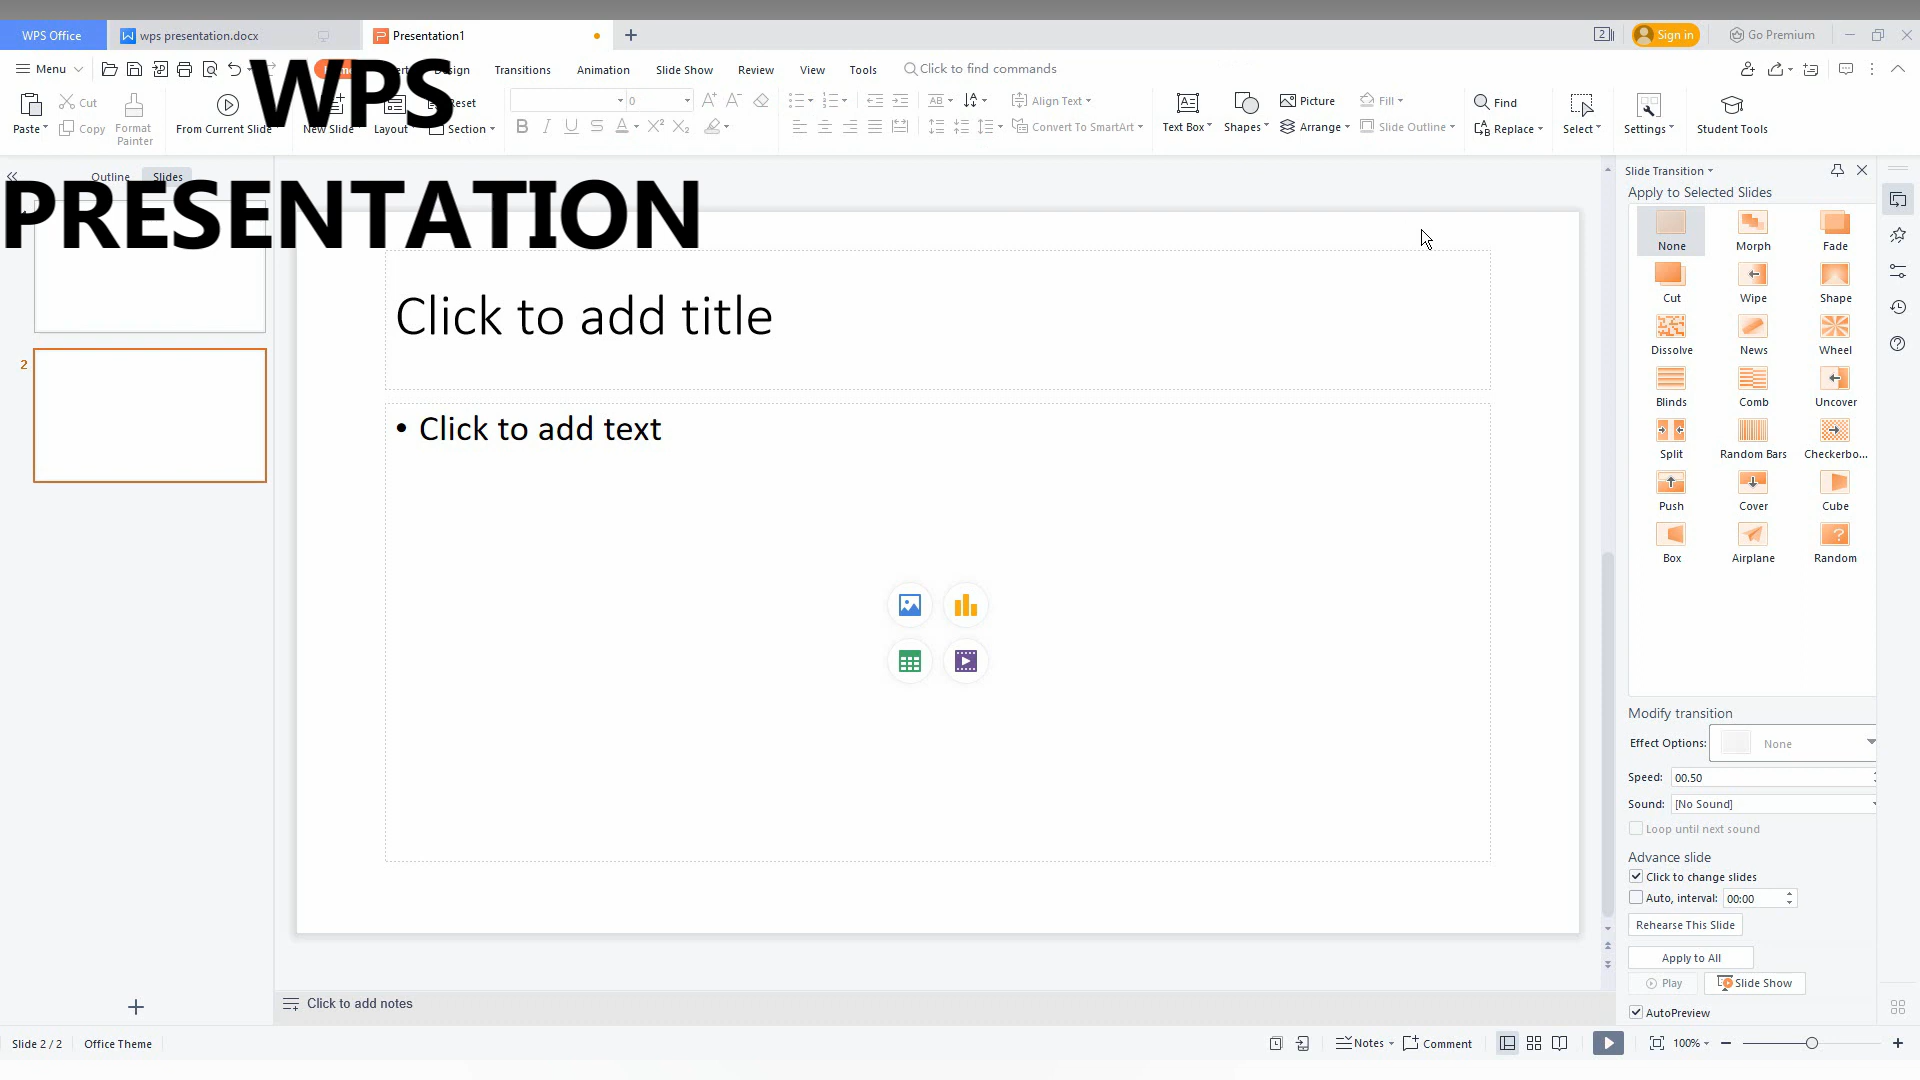 WPS Office
wps presentation.docx
Presentation1
Sign in
Go Premium
Menu
Transitions
Animation
Slide Show
Review
View
Tools
Click to find commands
WPS
PRESENTATION
Paste
Cut
Copy
Format
Painter
From Current Slide
New Slide
Layout
Reset
Section
0
Align Text
Convert To SmartArt
Text Box
Shapes
Picture
Arrange
Fill
Slide Outline
Find
Replace
Select
Settings
Student Tools
Outline
Slides
2
Click to add title
• Click to add text
Click to add notes
Slide Transition
Apply to Selected Slides
None
Morph
Fade
Cut
Wipe
Shape
Dissolve
News
Wheel
Blinds
Comb
Uncover
Split
Random Bars
Checkerbo...
Push
Cover
Cube
Box
Airplane
Random
Modify transition
Effect Options:
None
Speed:
00.50
Sound:
[No Sound]
Loop until next sound
Advance slide
Click to change slides
Auto, interval:
00:00
Rehearse This Slide
Apply to All
Play
Slide Show
AutoPreview
Slide 2 / 2
Office Theme
Notes
Comment
100%